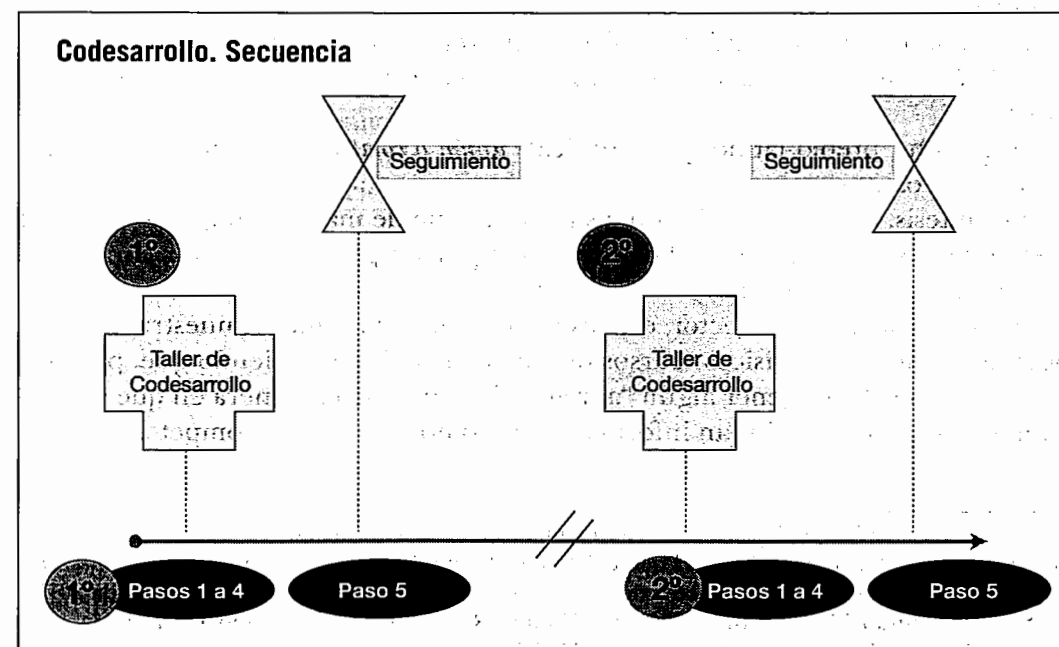 Codesarrollo. Secuencia
Seguimiento
Seguimiento
1º
2º
Taller de
Codesarrollo
Taller de
Codesarrollo
1º
Pasos 1 a 4
Paso 5
2º
Pasos 1 a 4
Paso 5